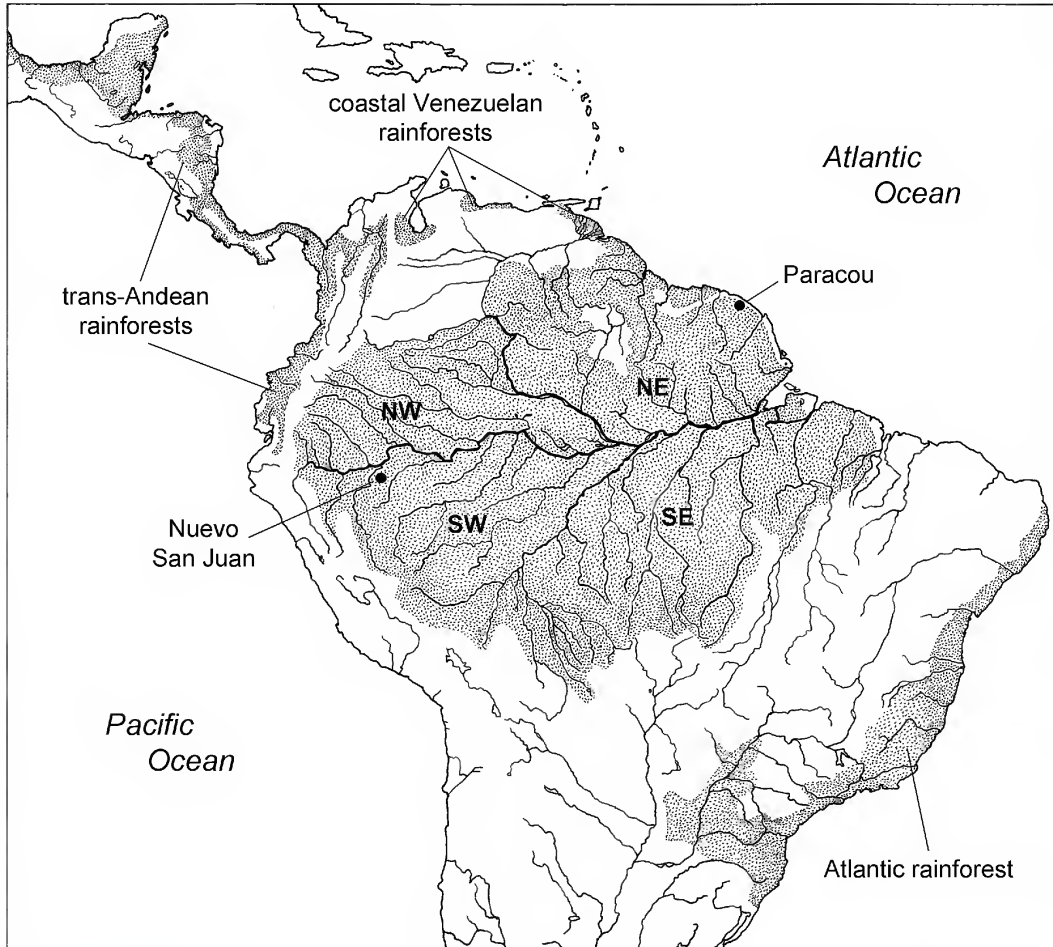 coastal Venezuelan
rainforests
Atlantic
Ocean
Paracou
trans-Andean
rainforests
NE
NW
Nuevo
San Juan
SW
SE
Pacific
Ocean
Atlantic rainforest